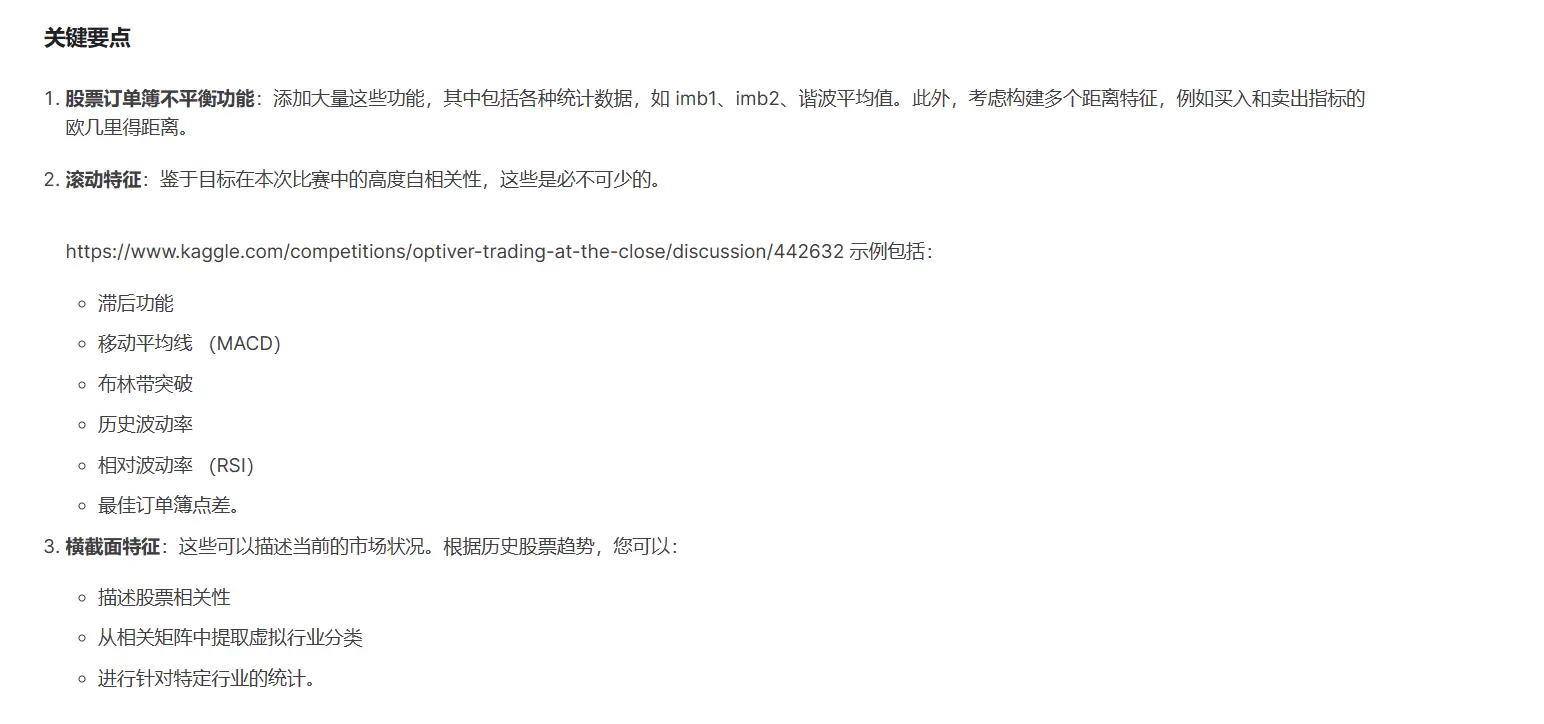 关键要点
1. 股票订单簿不平衡功能：添加大量这些功能，其中包括各种统计数据，如 imb1、imb2、谐波平均值。此外，考虑构建多个距离特征，例如买入和卖出指标的
欧几里得距离。
2. 滚动特征：鉴于目标在本次比赛中的高度自相关性，这些是必不可少的。
https://www.kaggle.com/competitions/optiver-trading-at-the-close/discussion/442632 示例包括：
◦ 滞后功能
◦ 移动平均线 （MACD）
◦ 布林带突破
◦ 历史波动率
◦ 相对波动率 （RSI）
◦ 最佳订单簿点差。
3. 横截面特征：这些可以描述当前的市场状况。根据历史股票趋势，您可以：
◦ 描述股票相关性
◦ 从相关矩阵中提取虚拟行业分类
◦ 进行针对特定行业的统计。